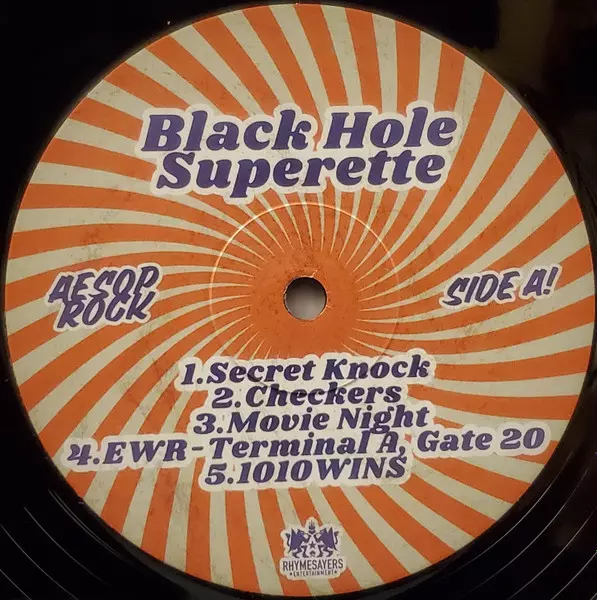 Black Hole
Superette
AESOP
ROCK
SIDE A!
1.Secret Knock
2.Checkers
3.Movie Night
4.EWR-Terminal A, Gate 20
5.1010WINS
RHYMESAYERS
ENTERTAINMENT